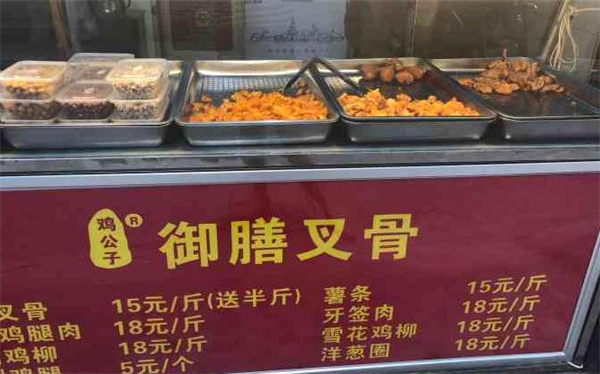 鸡公子®
御膳叉骨
叉骨 15元/斤(送半斤)
鸡腿肉 18元/斤
鸡柳 18元/斤
5元/个
薯条 15元/斤
牙签肉 18元/斤
雪花鸡柳 18元/斤
洋葱圈 18元/斤